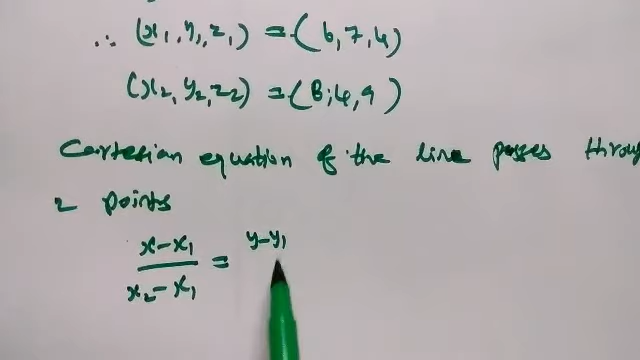 ∴ (x₁, y₁, z₁) = (6, 7, 4)
(x₂, y₂, z₂) = (8, 4, 9)
Cartesian equation of the line passes throug
2 points
x-x₁ / x₂-x₁ = y-y₁